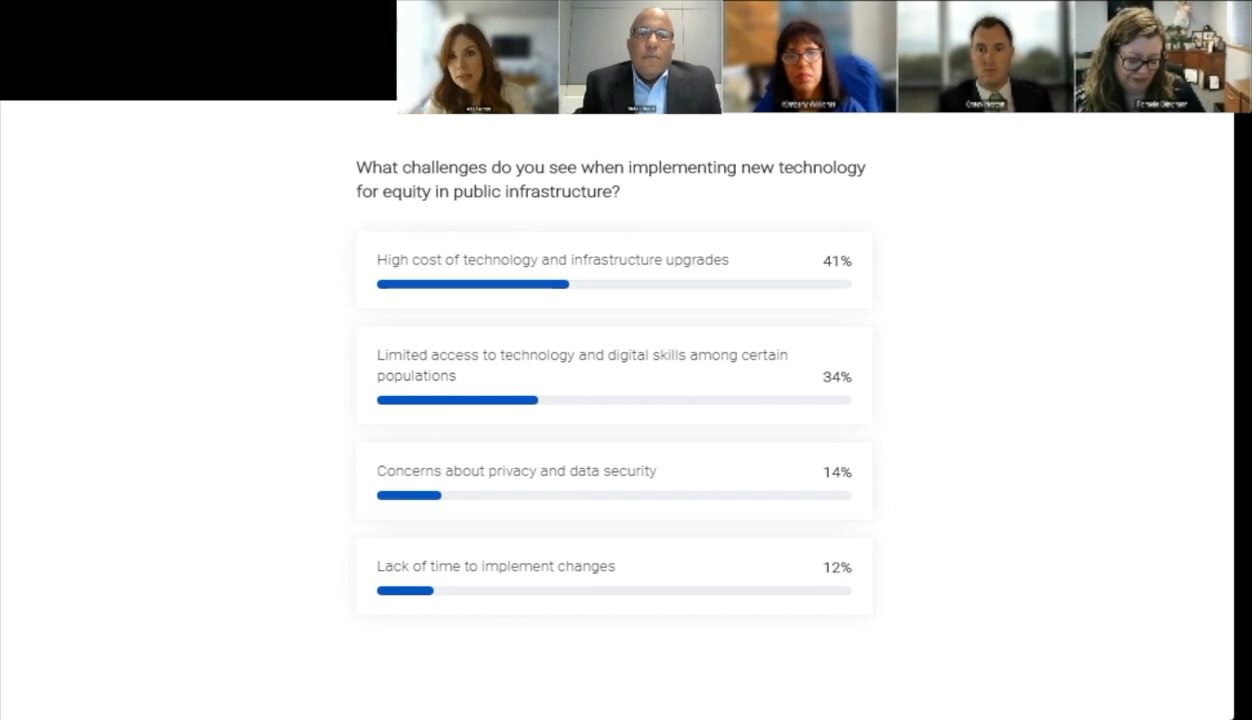 Kimberly Williams
What challenges do you see when implementing new technology
for equity in public infrastructure?
High cost of technology and infrastructure upgrades 41%
Limited access to technology and digital skills among certain
populations 34%
Concerns about privacy and data security 14%
Lack of time to implement changes 12%